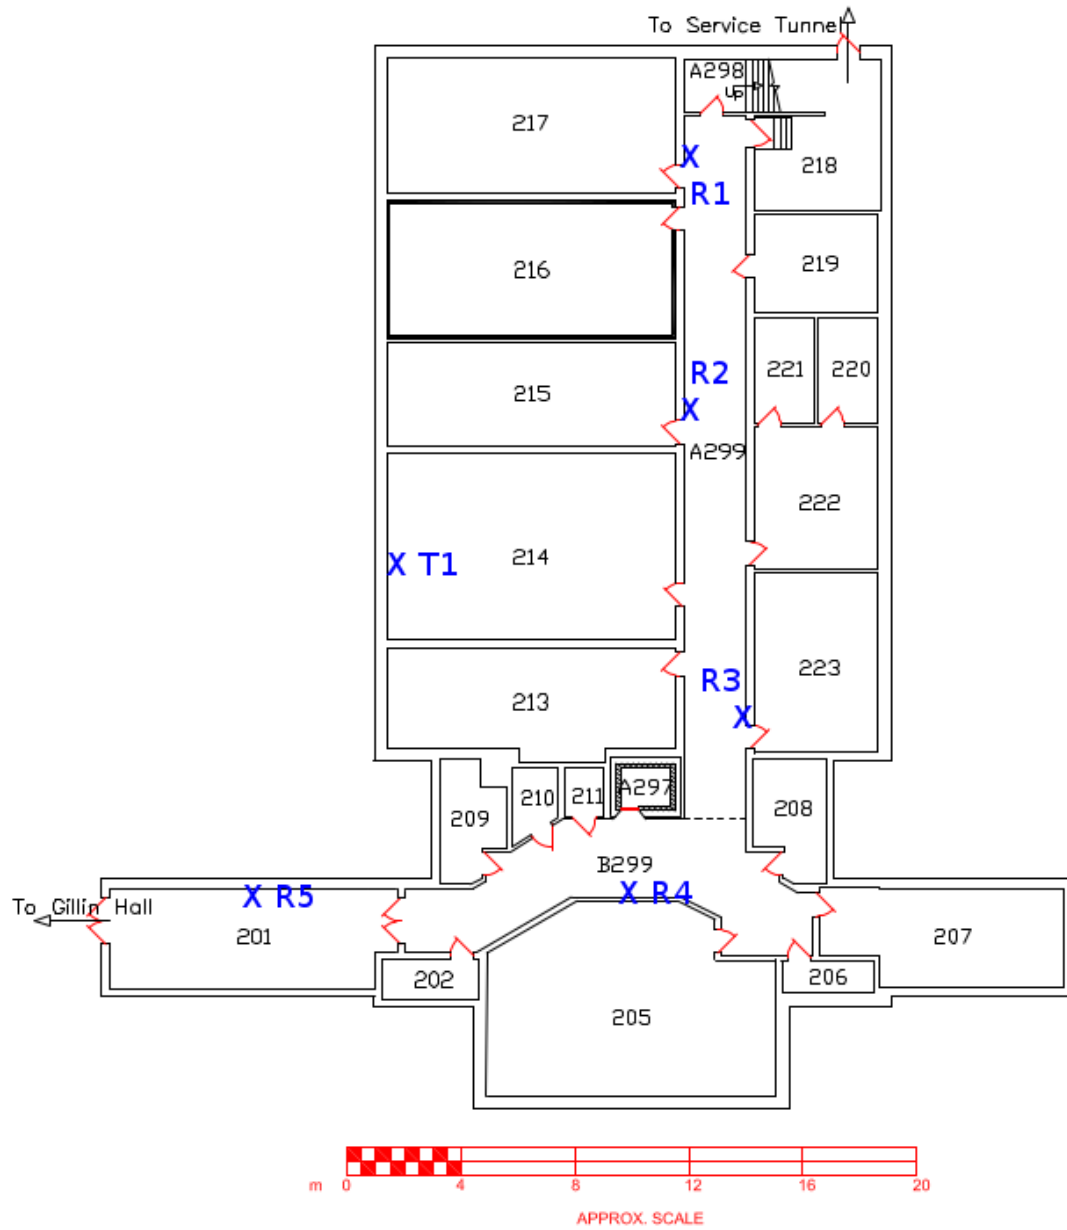 To Service Tunnel
A298
up
217
218
X
R1
216
219
R2
221
220
215
X
A299
222
X T1
214
R3
223
X
213
A297
210
211
209
208
B299
X R5
X R4
To Gillin Hall
201
207
202
206
205
m 0 4 8 12 16 20
APPROX. SCALE